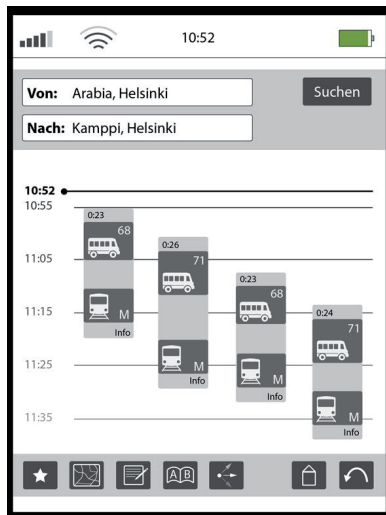 10:52
Von: Arabia, Helsinki
Suchen
Nach: Kamppi, Helsinki
10:52
10:55
0:23
68
0:26
71
11:05
0:23
68
11:15
M
Info
0:24
71
11:25
M
Info
M
Info
11:35
M
Info
A B